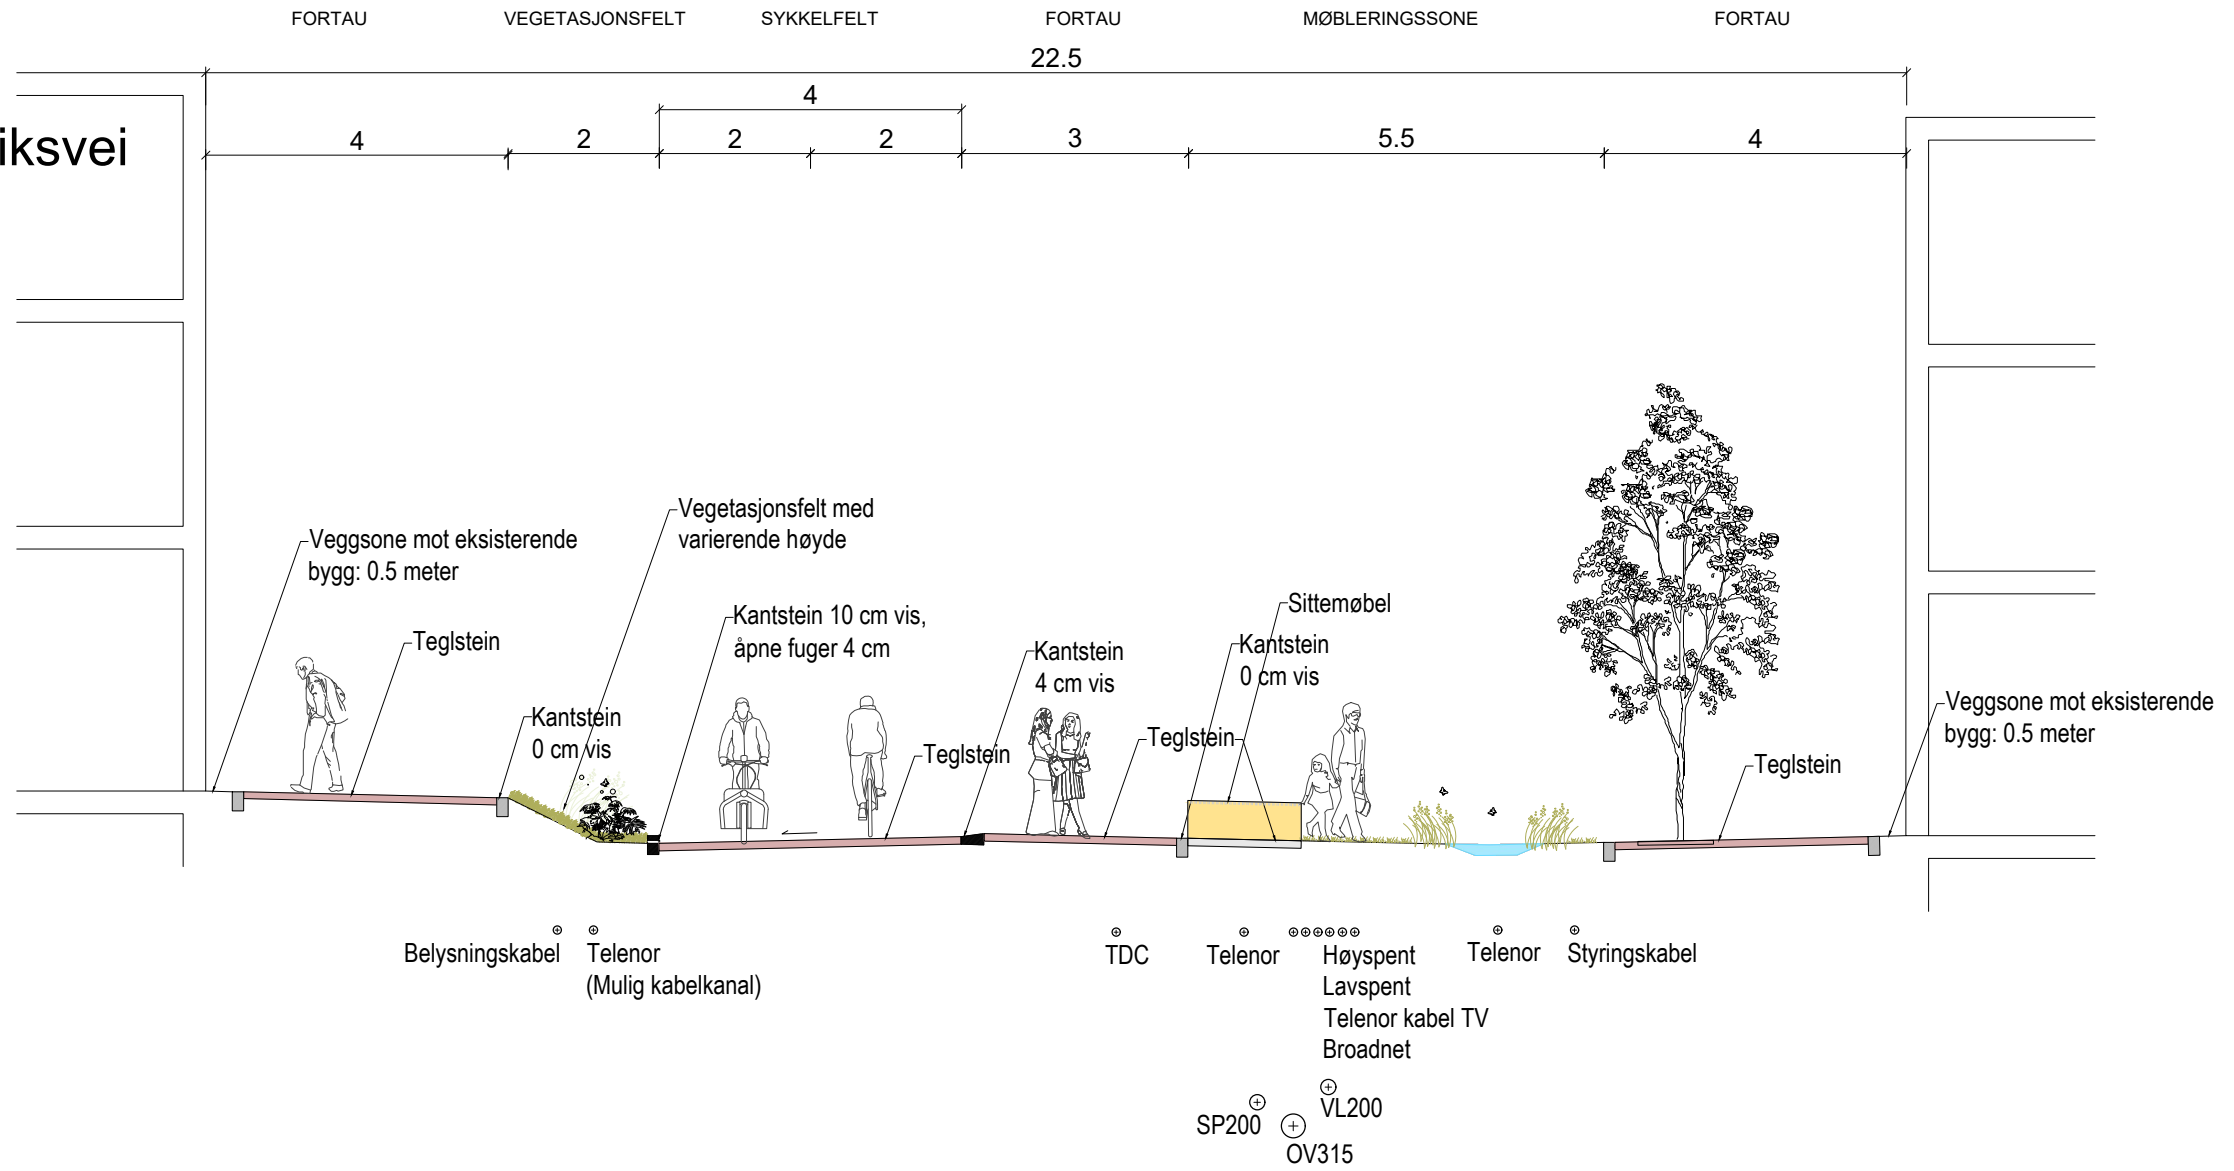 FORTAU VEGETASJONSFELT SYKKELFELT FORTAU MØBLERINGSSONE FORTAU
22.5
4
4 2 2 2 3 5.5 4
iksvei
Vegetasjonsfelt med
varierende høyde
Veggsone mot eksisterende
bygg: 0.5 meter
Teglstein
Kantstein 10 cm vis,
åpne fuger 4 cm
Kantstein
0 cm vis
Teglstein
Kantstein
4 cm vis
Teglstein
Sittemøbel
Kantstein
0 cm vis
Veggsone mot eksisterende
bygg: 0.5 meter
Teglstein
Belysningskabel
Telenor
(Mulig kabelkanal)
TDC
Telenor
Høyspent
Lavspent
Telenor kabel TV
Broadnet
Telenor
Styringskabel
VL200
SP200
OV315